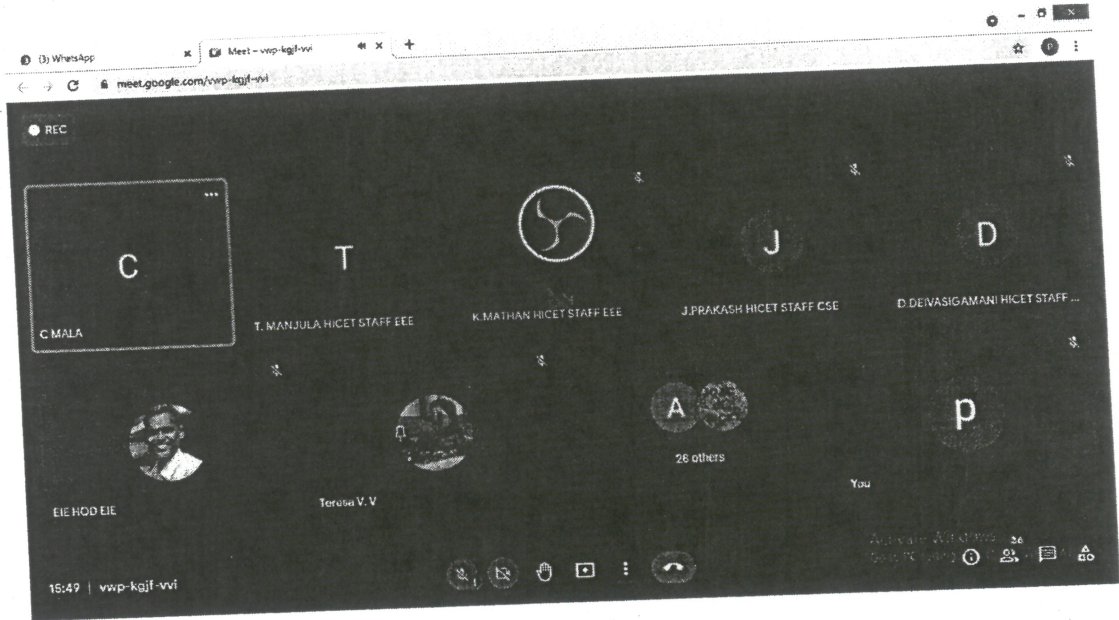 (3) WhatsApp
Meet – vwp-kgjf-vvi
meet.google.com/vwp-kgjf-vvi
P
REC
C
T
J
D
C MALA
T. MANJULA HICET STAFF EEE
K.MATHAN HICET STAFF EEE
J.PRAKASH HICET STAFF CSE
D.DEIVASIGAMANI HICET STAFF ...
A
p
26 others
EIE HOD EIE
Teresa V. V
You
Activate Windows
36
15:49 | vwp-kgjf-vvi